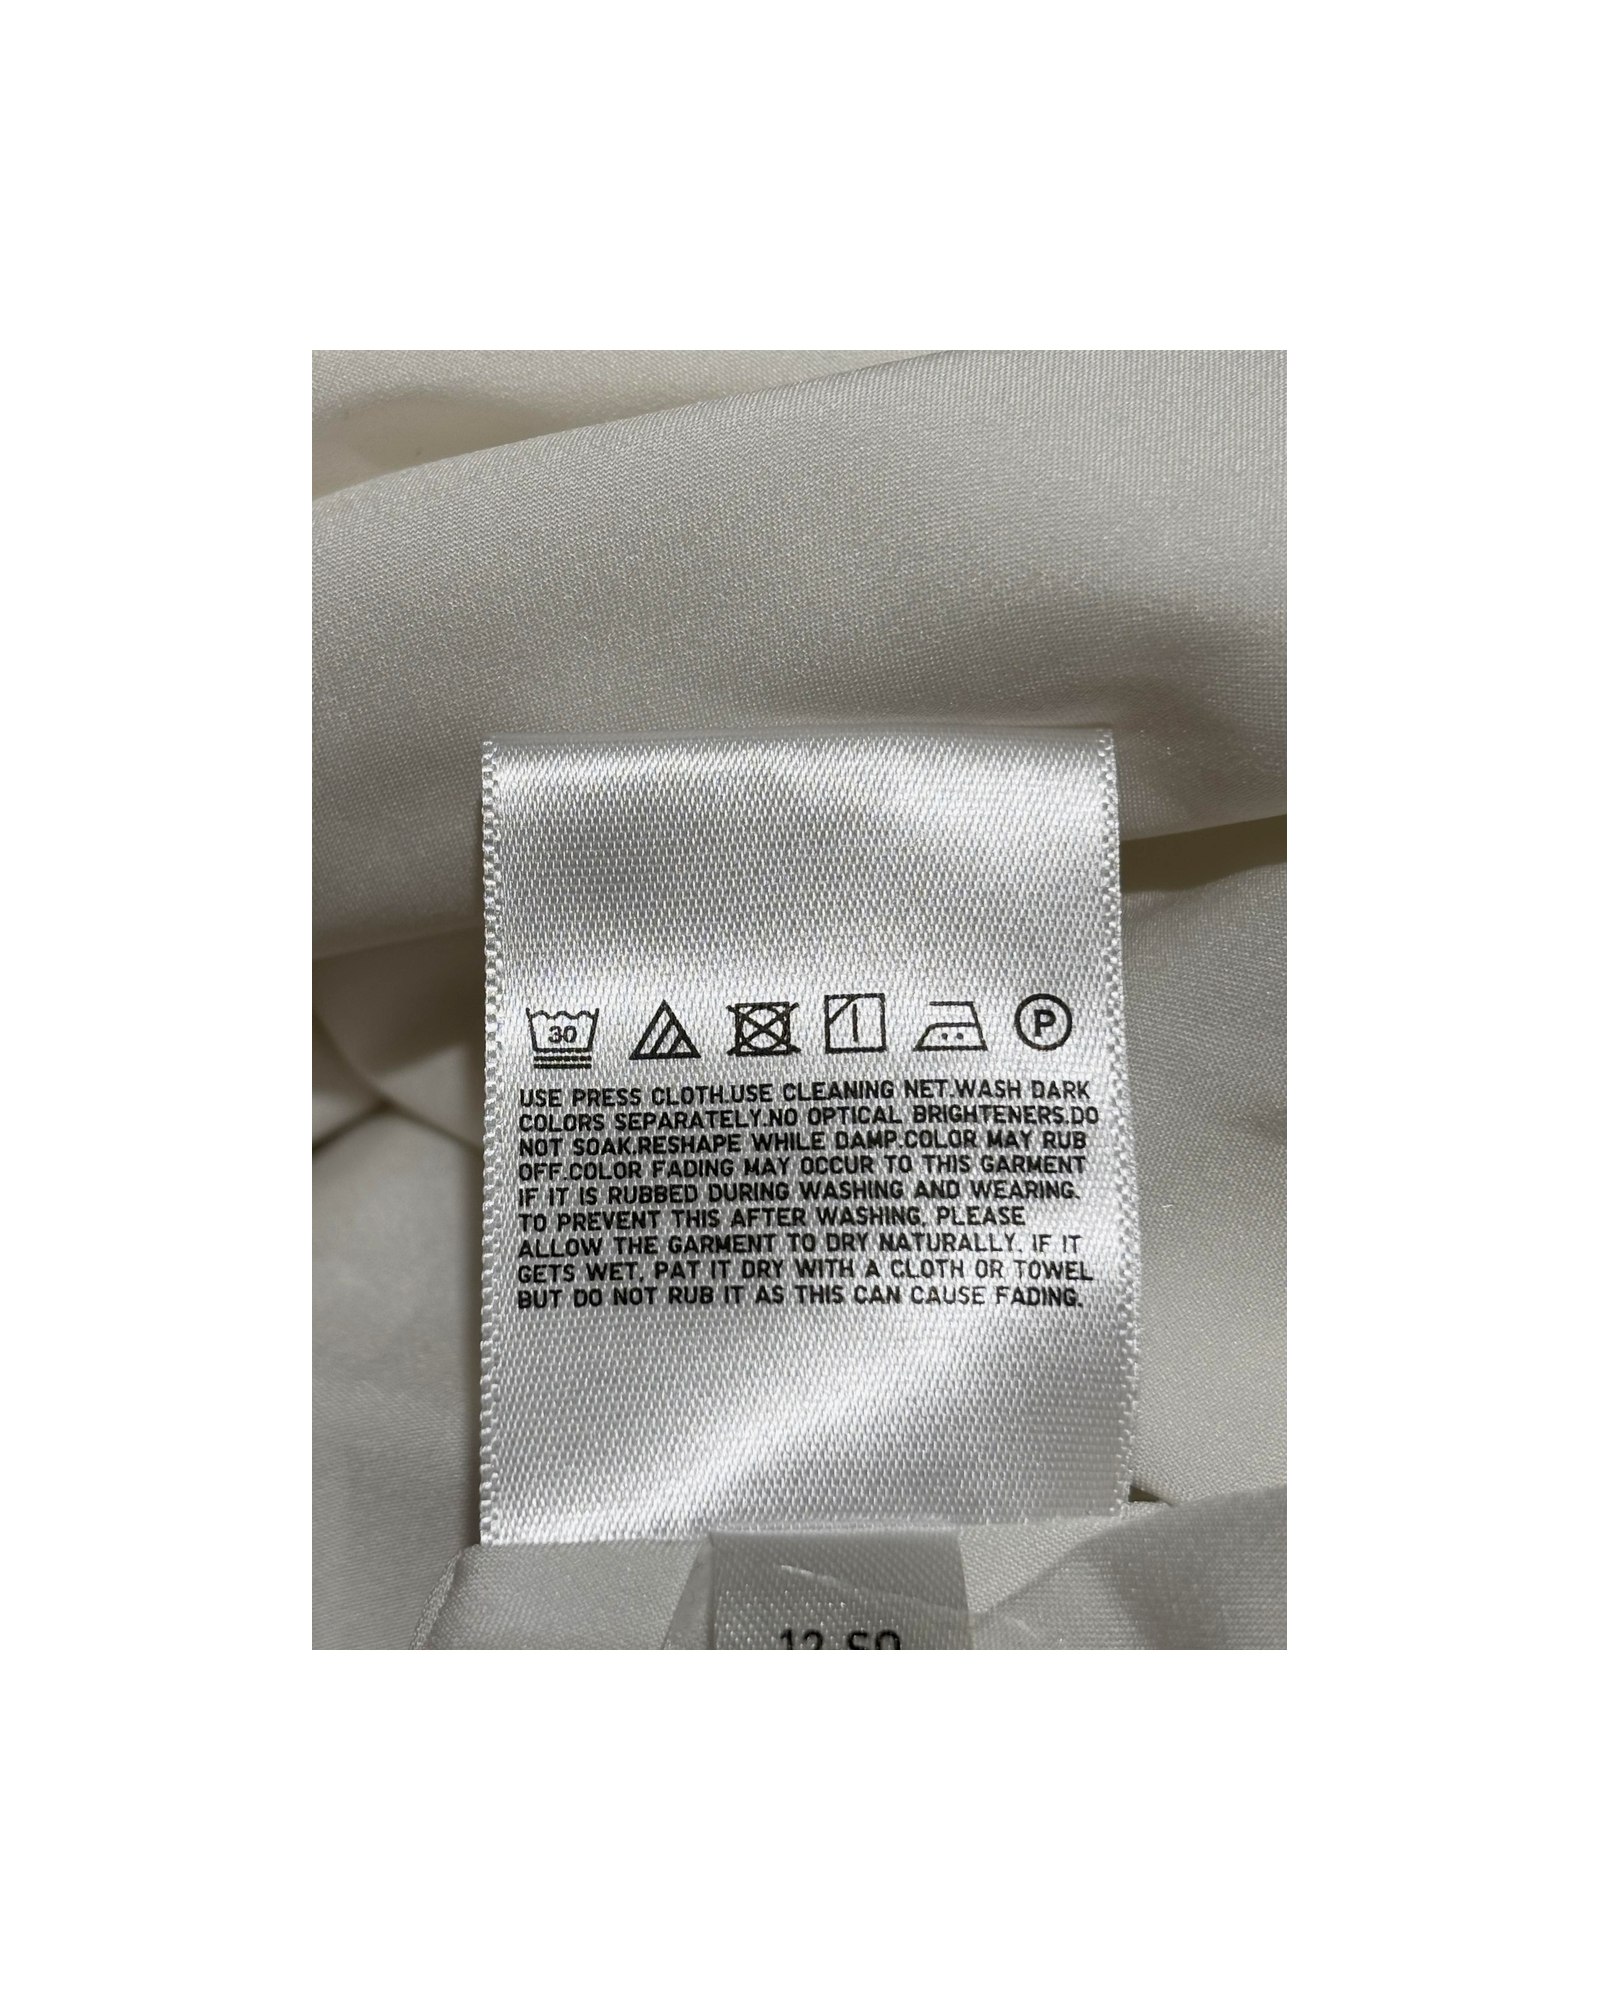 30
P
USE PRESS CLOTH.USE CLEANING NET.WASH DARK
COLORS SEPARATELY.NO OPTICAL BRIGHTENERS.DO
NOT SOAK.RESHAPE WHILE DAMP.COLOR MAY RUB
OFF.COLOR FADING MAY OCCUR TO THIS GARMENT
IF IT IS RUBBED DURING WASHING AND WEARING.
TO PREVENT THIS AFTER WASHING, PLEASE
ALLOW THE GARMENT TO DRY NATURALLY. IF IT
GETS WET, PAT IT DRY WITH A CLOTH OR TOWEL
BUT DO NOT RUB IT AS THIS CAN CAUSE FADING.